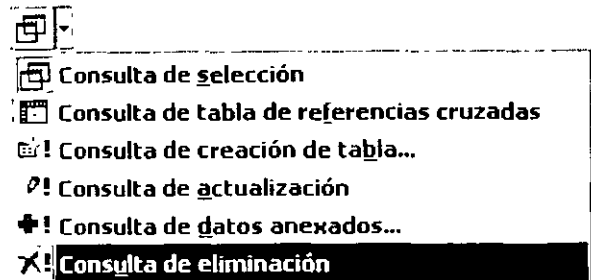 Consulta de selección
Consulta de tabla de referencias cruzadas
Consulta de creación de tabla...
Consulta de actualización
Consulta de datos anexados...
Consulta de eliminación